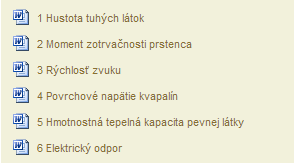 1 Hustota tuhých látok
2 Moment zotrvačnosti prstenca
3 Rýchlosť zvuku
4 Povrchové napätie kvapalín
5 Hmotnostná tepelná kapacita pevnej látky
6 Elektrický odpor